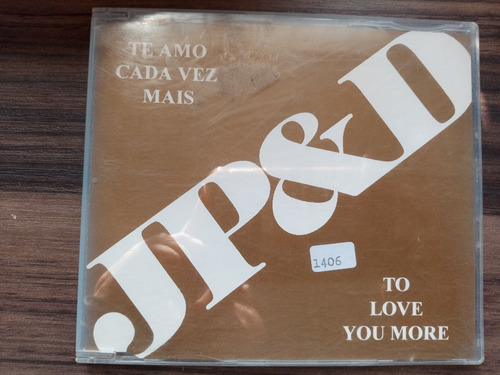 TE AMO
CADA VEZ
MAIS
JP&D
1406
TO
LOVE
YOU MORE